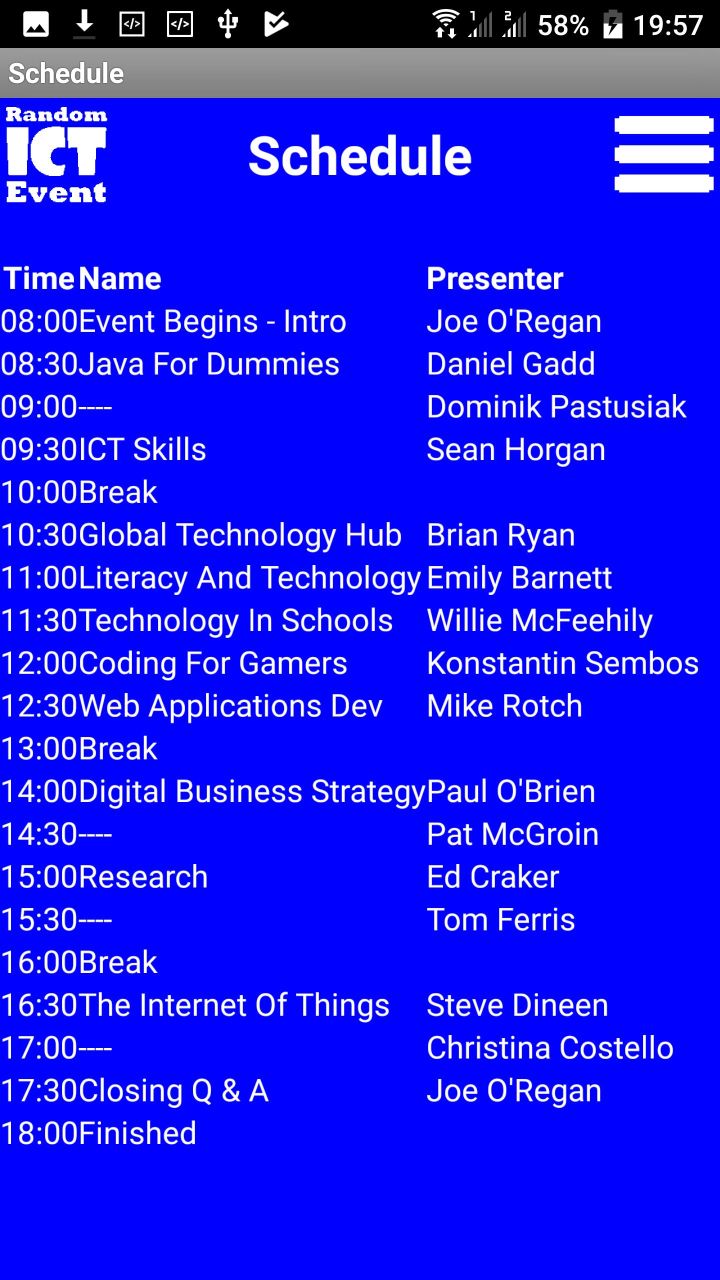 58% 19:57
Schedule
Random
ICT
Event
Schedule
Time Name Presenter
08:00 Event Begins - Intro Joe O'Regan
08:30 Java For Dummies Daniel Gadd
09:00 ---- Dominik Pastusiak
09:30 ICT Skills Sean Horgan
10:00 Break
10:30 Global Technology Hub Brian Ryan
11:00 Literacy And Technology Emily Barnett
11:30 Technology In Schools Willie McFeehily
12:00 Coding For Gamers Konstantin Sembos
12:30 Web Applications Dev Mike Rotch
13:00 Break
14:00 Digital Business Strategy Paul O'Brien
14:30 ---- Pat McGroin
15:00 Research Ed Craker
15:30 ---- Tom Ferris
16:00 Break
16:30 The Internet Of Things Steve Dineen
17:00 ---- Christina Costello
17:30 Closing Q & A Joe O'Regan
18:00 Finished